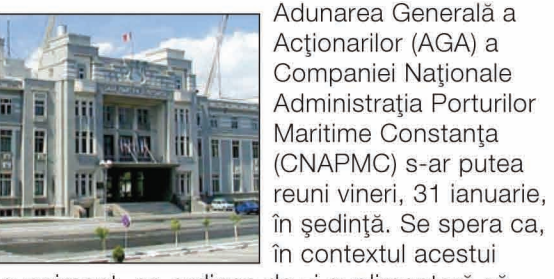 Adunarea Generală a
Acţionarilor (AGA) a
Companiei Naţionale
Administraţia Porturilor
Maritime Constanţa
(CNAPMC) s-ar putea
reuni vineri, 31 ianuarie,
în şedinţă. Se spera ca,
în contextul acestui